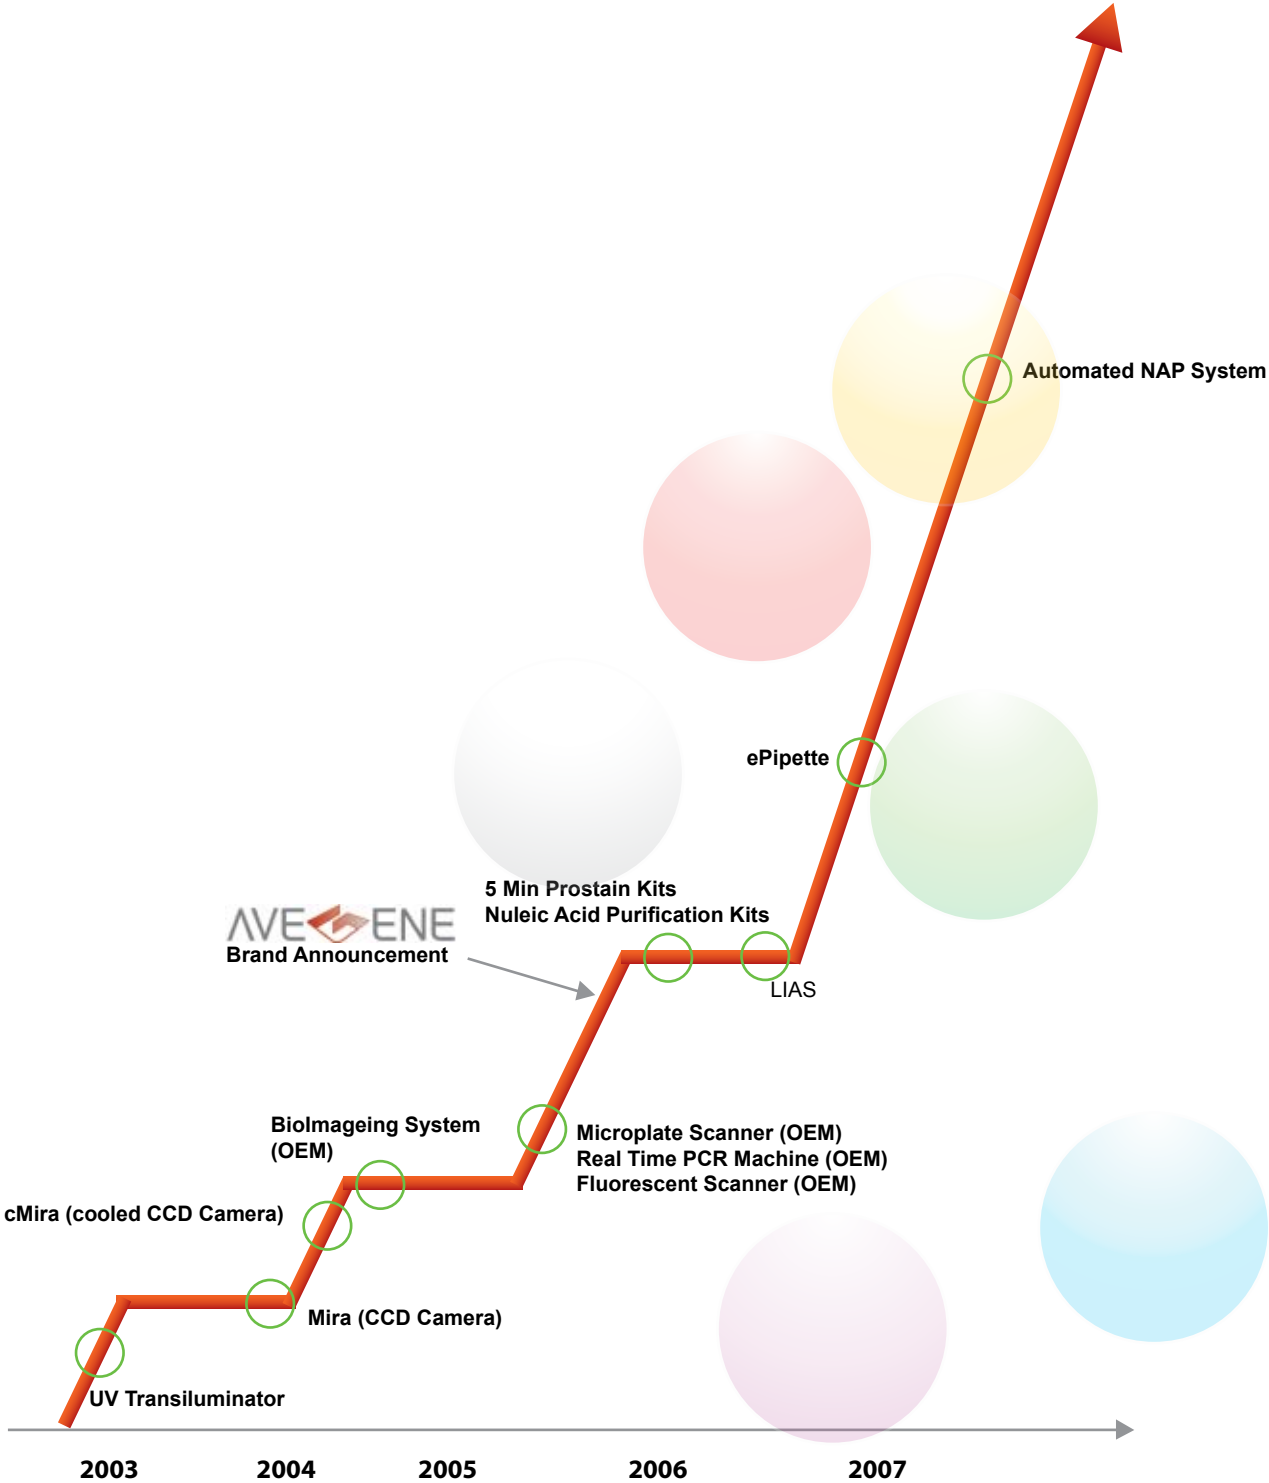 Automated NAP System
ePipette
5 Min Prostain Kits
Nuleic Acid Purification Kits
AVEGENE
Brand Announcement
LIAS
BioImageing System
(OEM)
Microplate Scanner (OEM)
Real Time PCR Machine (OEM)
Fluorescent Scanner (OEM)
cMira (cooled CCD Camera)
Mira (CCD Camera)
UV Transiluminator
2003 2004 2005 2006 2007